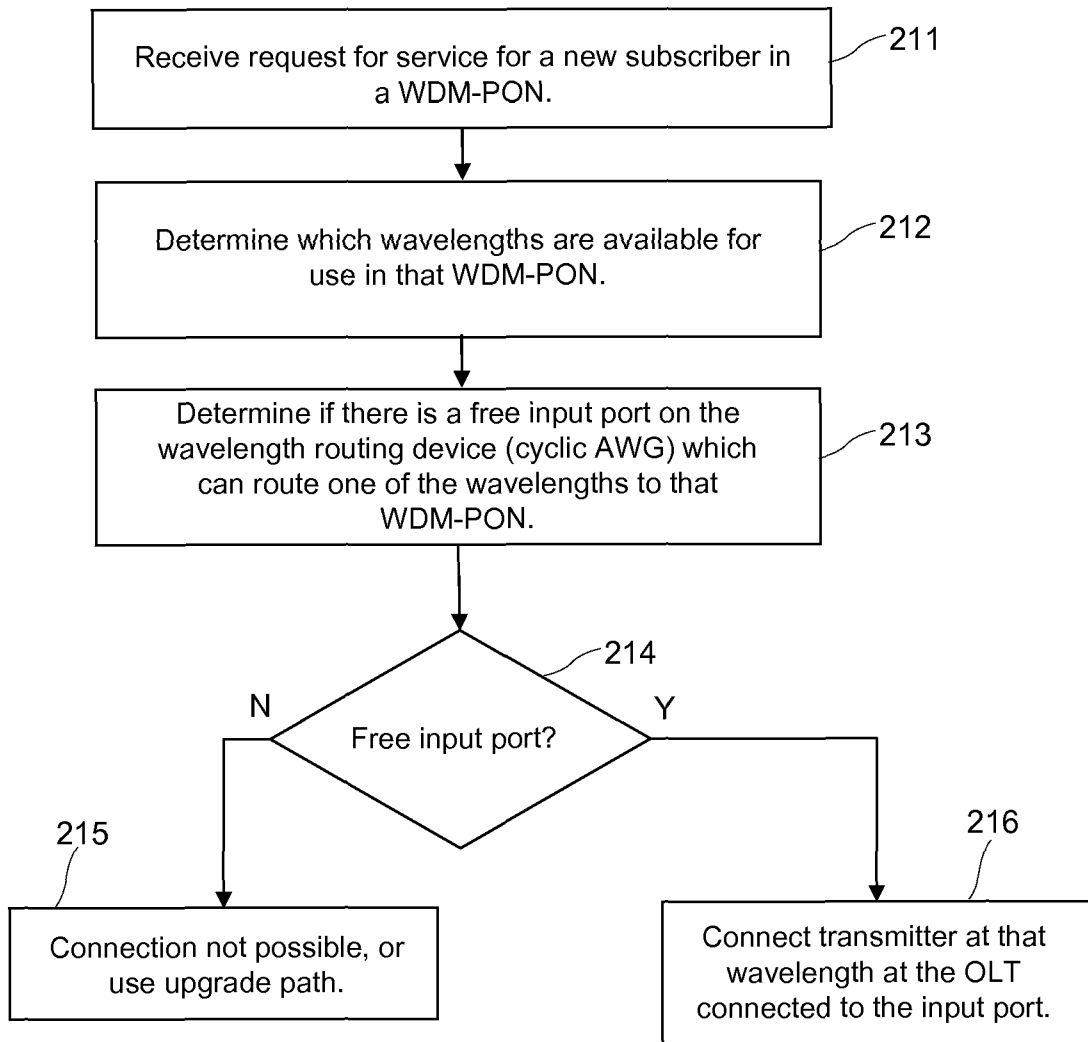 Receive request for service for a new subscriber in
a WDM-PON.
211
Determine which wavelengths are available for
use in that WDM-PON.
212
Determine if there is a free input port on the
wavelength routing device (cyclic AWG) which
can route one of the wavelengths to that
WDM-PON.
213
214
N
Y
Free input port?
215
216
Connection not possible, or
use upgrade path.
Connect transmitter at that
wavelength at the OLT
connected to the input port.